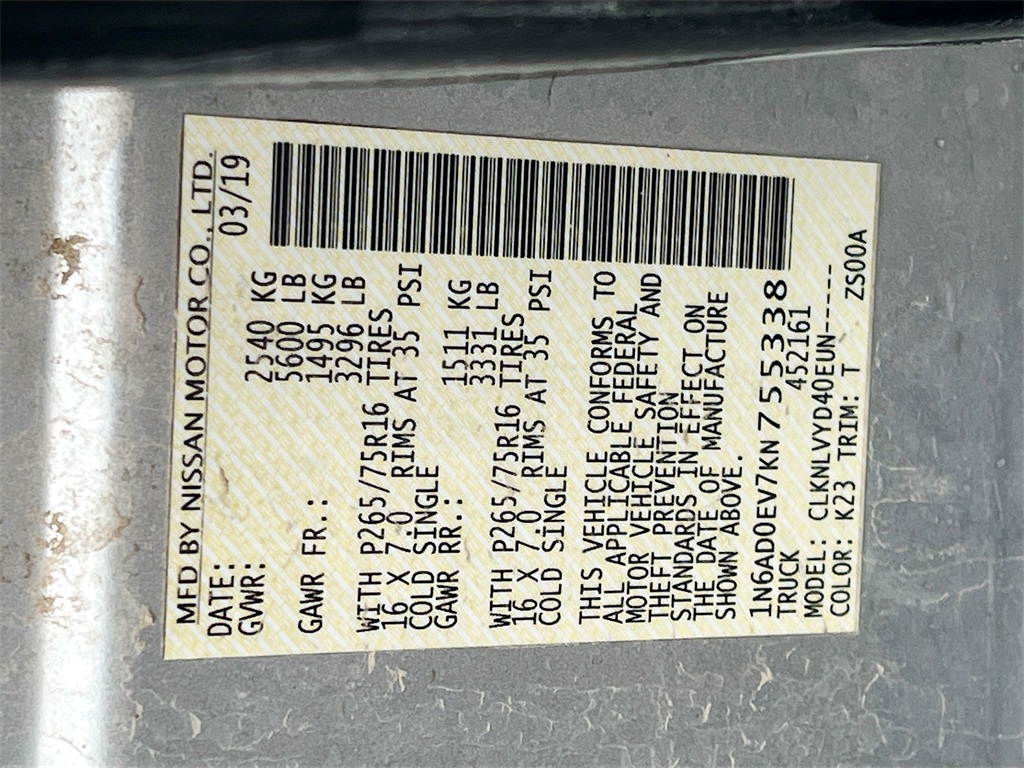 MFD BY NISSAN MOTOR CO., LTD.
DATE: 03/19
GVWR: 2540 KG
5600 LB
GAWR FR.: 1495 KG
3296 LB
WITH P265/75R16 TIRES
16 X 7.0 RIMS AT 35 PSI
COLD SINGLE
GAWR RR.: 1511 KG
3331 LB
WITH P265/75R16 TIRES
16 X 7.0 RIMS AT 35 PSI
COLD SINGLE
THIS VEHICLE CONFORMS TO
ALL APPLICABLE FEDERAL
MOTOR VEHICLE SAFETY AND
THEFT PREVENTION
STANDARDS IN EFFECT ON
THE DATE OF MANUFACTURE
SHOWN ABOVE.
1N6AD0EV7KN755338
TRUCK 452161
MODEL: CLKNLVYD40EUN-----
COLOR: K23 TRIM: T ZS00A